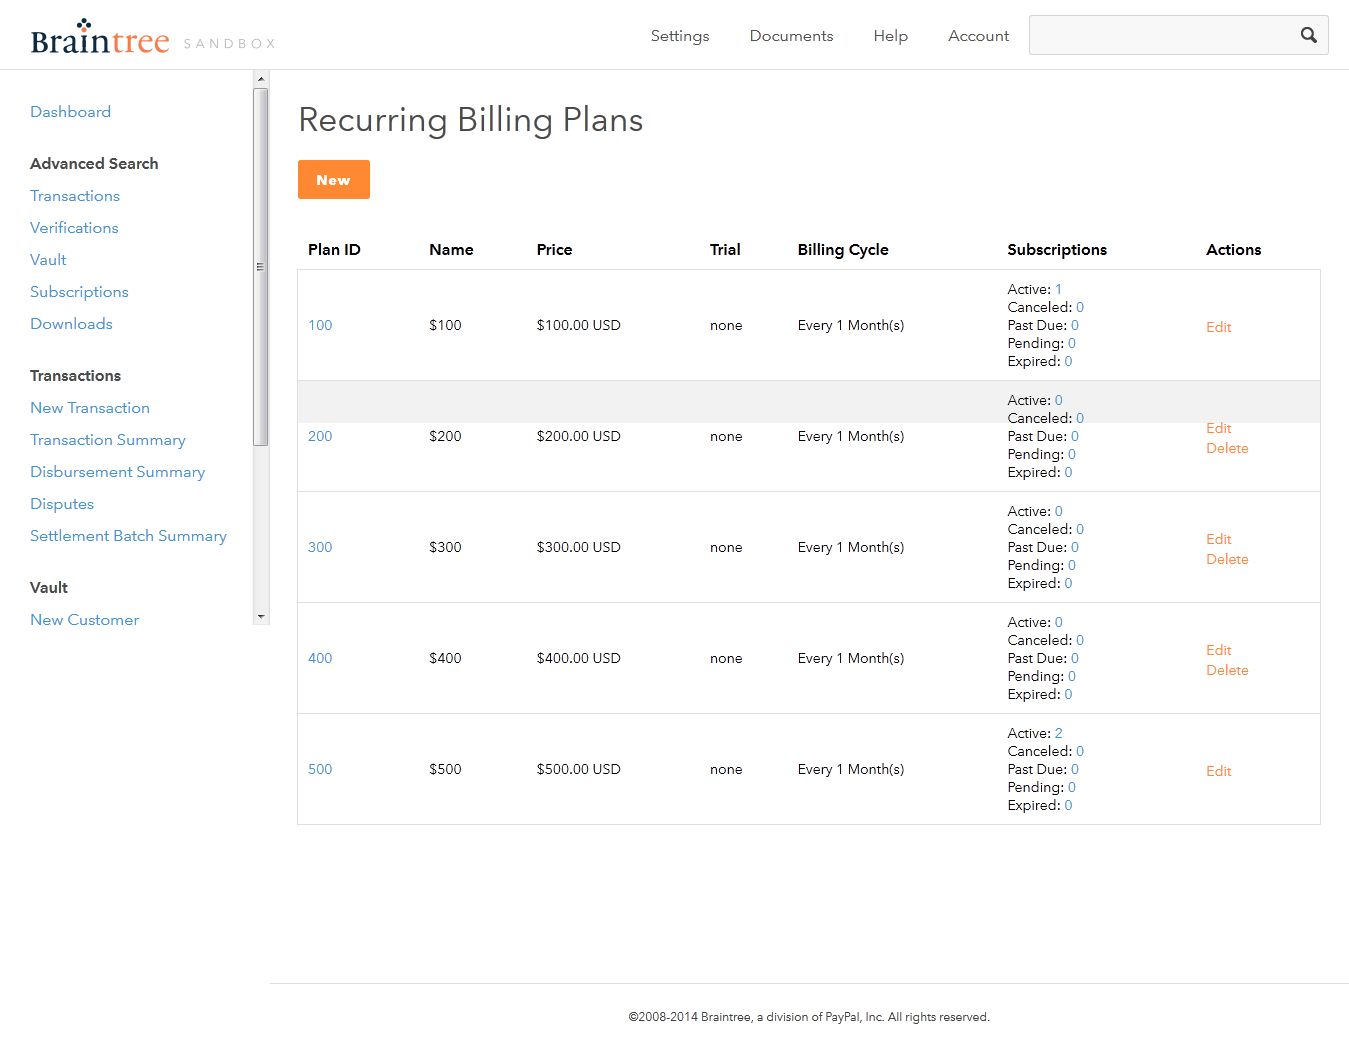 Braintree SANDBOX
Settings Documents Help Account
Dashboard
Advanced Search
Transactions
Verifications
Vault
Subscriptions
Downloads
Transactions
New Transaction
Transaction Summary
Disbursement Summary
Disputes
Settlement Batch Summary
Vault
New Customer
Recurring Billing Plans
New
Plan ID Name Price Trial Billing Cycle Subscriptions Actions
Active: 1
Canceled: 0
100 $100 $100.00 USD none Every 1 Month(s) Past Due: 0 Edit
Pending: 0
Expired: 0
Active: 0
Canceled: 0
Edit
200 $200 $200.00 USD none Every 1 Month(s) Past Due: 0
Delete
Pending: 0
Expired: 0
Active: 0
Canceled: 0
Edit
300 $300 $300.00 USD none Every 1 Month(s) Past Due: 0
Delete
Pending: 0
Expired: 0
Active: 0
Canceled: 0
Edit
400 $400 $400.00 USD none Every 1 Month(s) Past Due: 0
Delete
Pending: 0
Expired: 0
Active: 2
Canceled: 0
500 $500 $500.00 USD none Every 1 Month(s) Past Due: 0 Edit
Pending: 0
Expired: 0
©2008-2014 Braintree, a division of PayPal, Inc. All rights reserved.